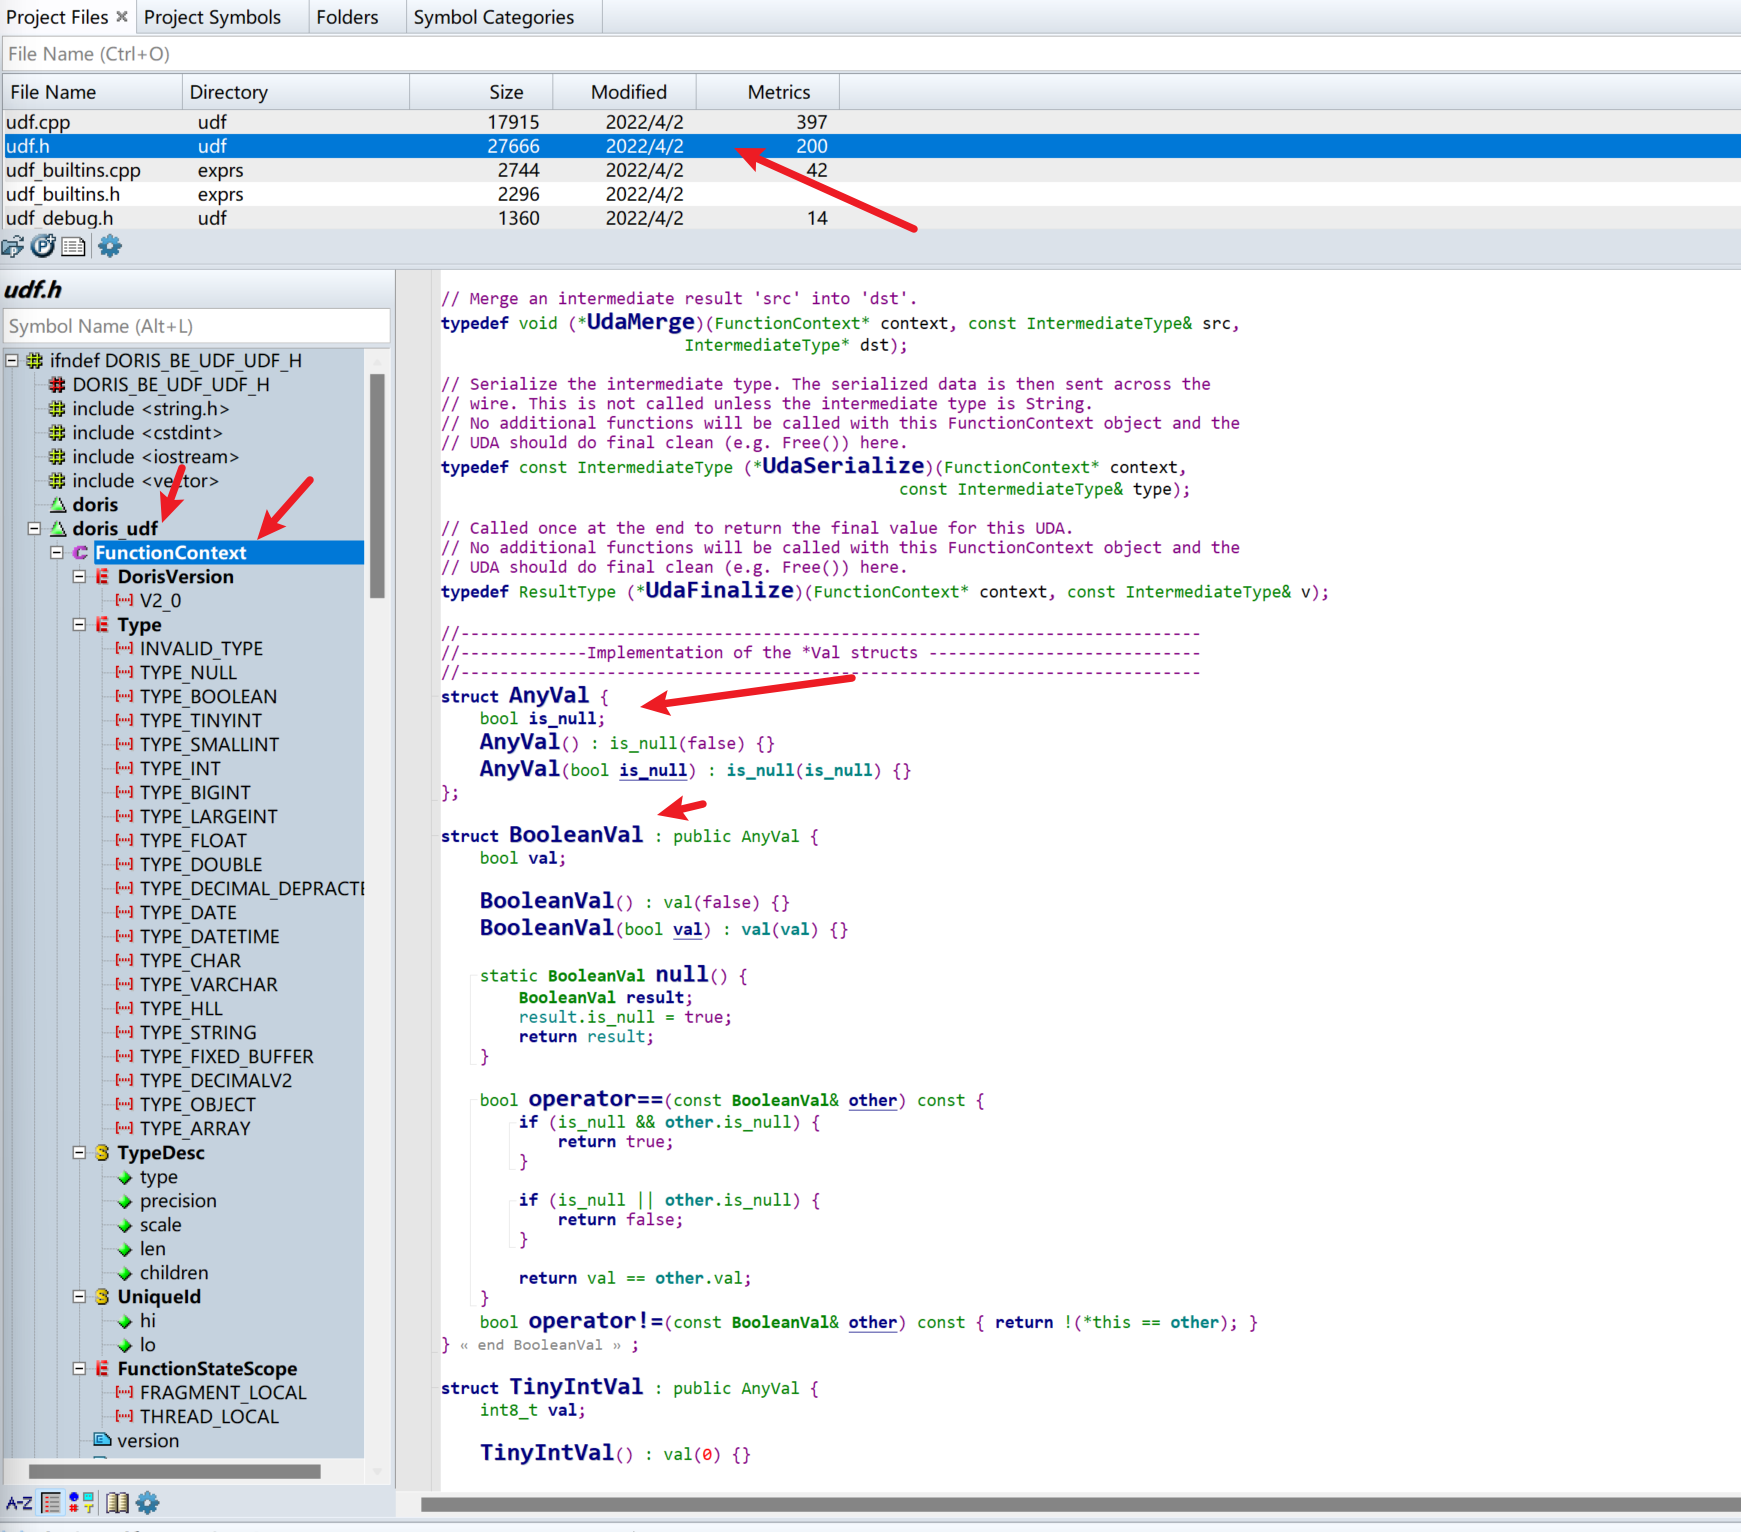 Project Files
Project Symbols
Folders
Symbol Categories
File Name (Ctrl+O)
File Name Directory Size Modified Metrics
udf.cpp udf 17915 2022/4/2 397
udf.h udf 27666 2022/4/2 200
udf_builtins.cpp exprs 2744 2022/4/2 42
udf_builtins.h exprs 2296 2022/4/2
udf_debug.h udf 1360 2022/4/2 14
udf.h
Symbol Name (Alt+L)
ifndef DORIS_BE_UDF_UDF_H
DORIS_BE_UDF_UDF_H
include <string.h>
include <cstdint>
include <iostream>
include <vector>
doris
doris_udf
FunctionContext
DorisVersion
V2_0
Type
INVALID_TYPE
TYPE_NULL
TYPE_BOOLEAN
TYPE_TINYINT
TYPE_SMALLINT
TYPE_INT
TYPE_BIGINT
TYPE_LARGEINT
TYPE_FLOAT
TYPE_DOUBLE
TYPE_DECIMAL_DEPRACTE
TYPE_DATE
TYPE_DATETIME
TYPE_CHAR
TYPE_VARCHAR
TYPE_HLL
TYPE_STRING
TYPE_FIXED_BUFFER
TYPE_DECIMALV2
TYPE_OBJECT
TYPE_ARRAY
TypeDesc
type
precision
scale
len
children
UniqueId
hi
lo
FunctionStateScope
FRAGMENT_LOCAL
THREAD_LOCAL
version
A-Z
// Merge an intermediate result 'src' into 'dst'.
typedef void (*UdaMerge)(FunctionContext* context, const IntermediateType& src,
IntermediateType* dst);
// Serialize the intermediate type. The serialized data is then sent across the
// wire. This is not called unless the intermediate type is String.
// No additional functions will be called with this FunctionContext object and the
// UDA should do final clean (e.g. Free()) here.
typedef const IntermediateType (*UdaSerialize)(FunctionContext* context,
const IntermediateType& type);
// Called once at the end to return the final value for this UDA.
// No additional functions will be called with this FunctionContext object and the
// UDA should do final clean (e.g. Free()) here.
typedef ResultType (*UdaFinalize)(FunctionContext* context, const IntermediateType& v);
//----------------------------------------------------------------------------
//-------------Implementation of the *Val structs ----------------------------
//----------------------------------------------------------------------------
struct AnyVal {
bool is_null;
AnyVal() : is_null(false) {}
AnyVal(bool is_null) : is_null(is_null) {}
};
struct BooleanVal : public AnyVal {
bool val;
BooleanVal() : val(false) {}
BooleanVal(bool val) : val(val) {}
static BooleanVal null() {
BooleanVal result;
result.is_null = true;
return result;
}
bool operator==(const BooleanVal& other) const {
if (is_null && other.is_null) {
return true;
}
if (is_null || other.is_null) {
return false;
}
return val == other.val;
}
bool operator!=(const BooleanVal& other) const { return !(*this == other); }
} « end BooleanVal » ;
struct TinyIntVal : public AnyVal {
int8_t val;
TinyIntVal() : val(0) {}